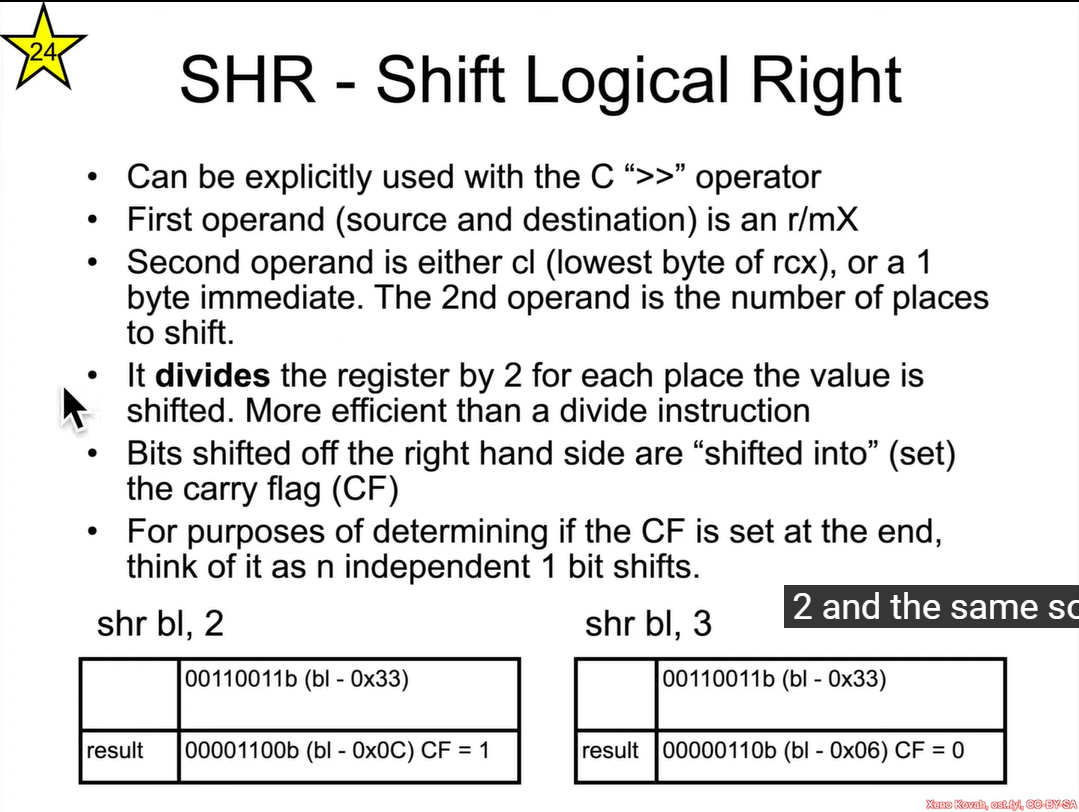 24
SHR - Shift Logical Right
• Can be explicitly used with the C “>>” operator
• First operand (source and destination) is an r/mX
• Second operand is either cl (lowest byte of rcx), or a 1
byte immediate. The 2nd operand is the number of places
to shift.
• It divides the register by 2 for each place the value is
shifted. More efficient than a divide instruction
• Bits shifted off the right hand side are “shifted into” (set)
the carry flag (CF)
• For purposes of determining if the CF is set at the end,
think of it as n independent 1 bit shifts.
2 and the same so
shr bl, 2
00110011b (bl - 0x33)
result 00001100b (bl - 0x0C) CF = 1
shr bl, 3
00110011b (bl - 0x33)
result 00000110b (bl - 0x06) CF = 0
Xeno Kovah, ost.fyi, CC-BY-SA